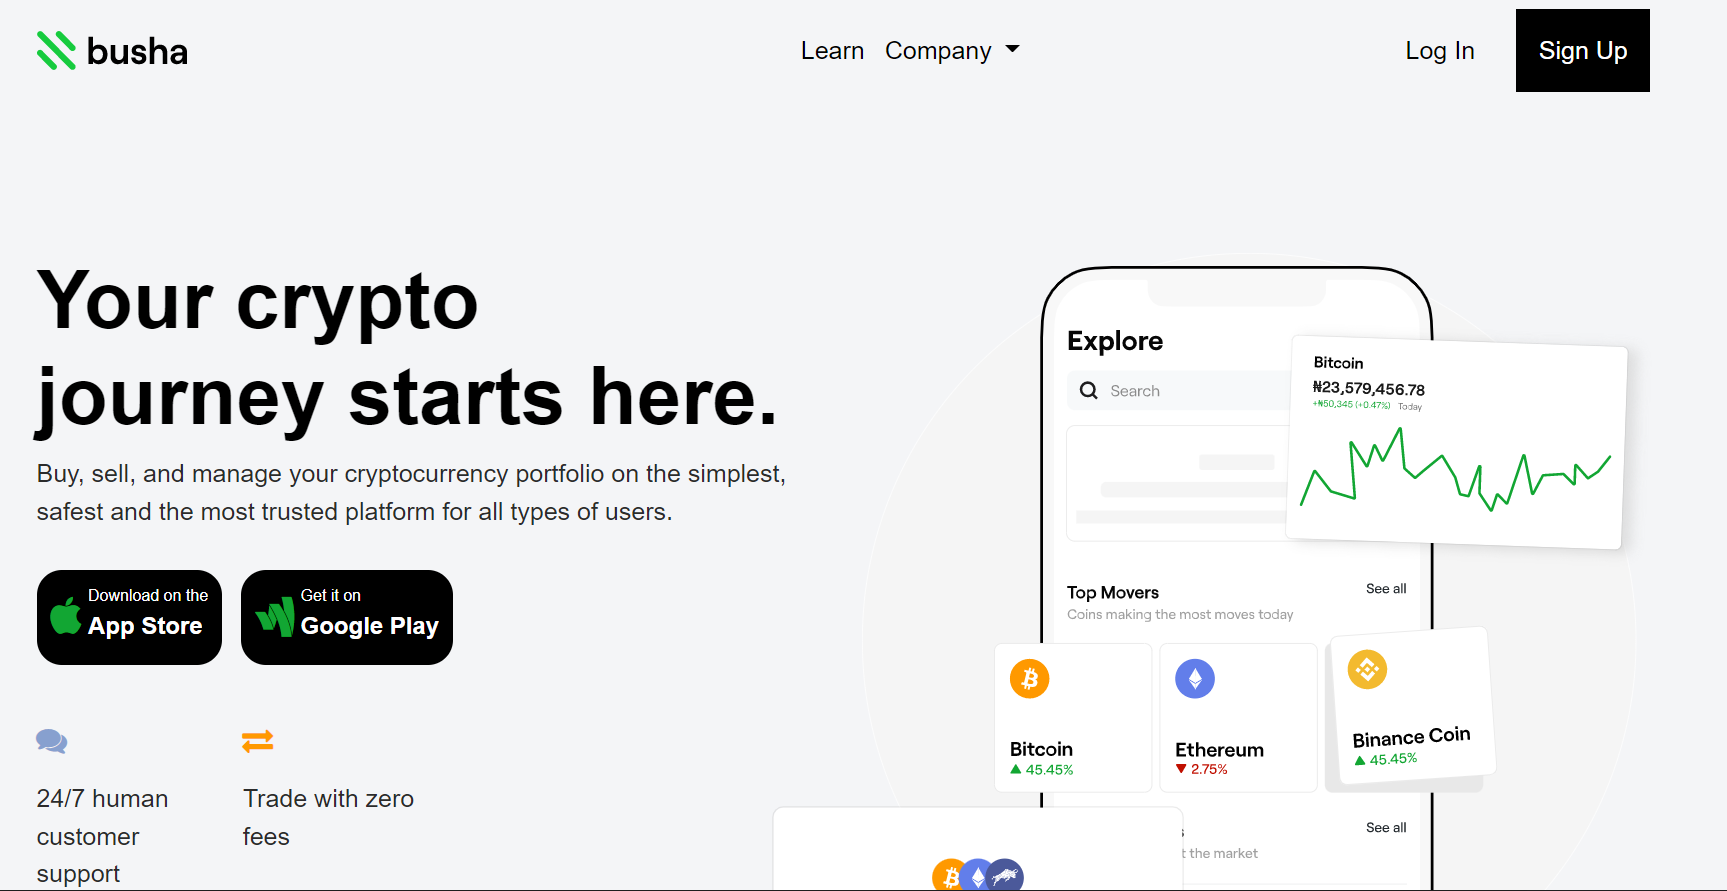 busha
Learn Company
Log In
Sign Up
Your crypto
journey starts here.
Buy, sell, and manage your cryptocurrency portfolio on the simplest,
safest and the most trusted platform for all types of users.
Download on the
App Store
Get it on
Google Play
24/7 human
customer
support
Trade with zero
fees
Explore
Search
Bitcoin
₦23,579,456.78
+₦50,345 (+0.47%) Today
Top Movers
See all
Coins making the most moves today
Bitcoin
▲ 45.45%
Ethereum
▼ 2.75%
Binance Coin
▲ 45.45%
See all
the market